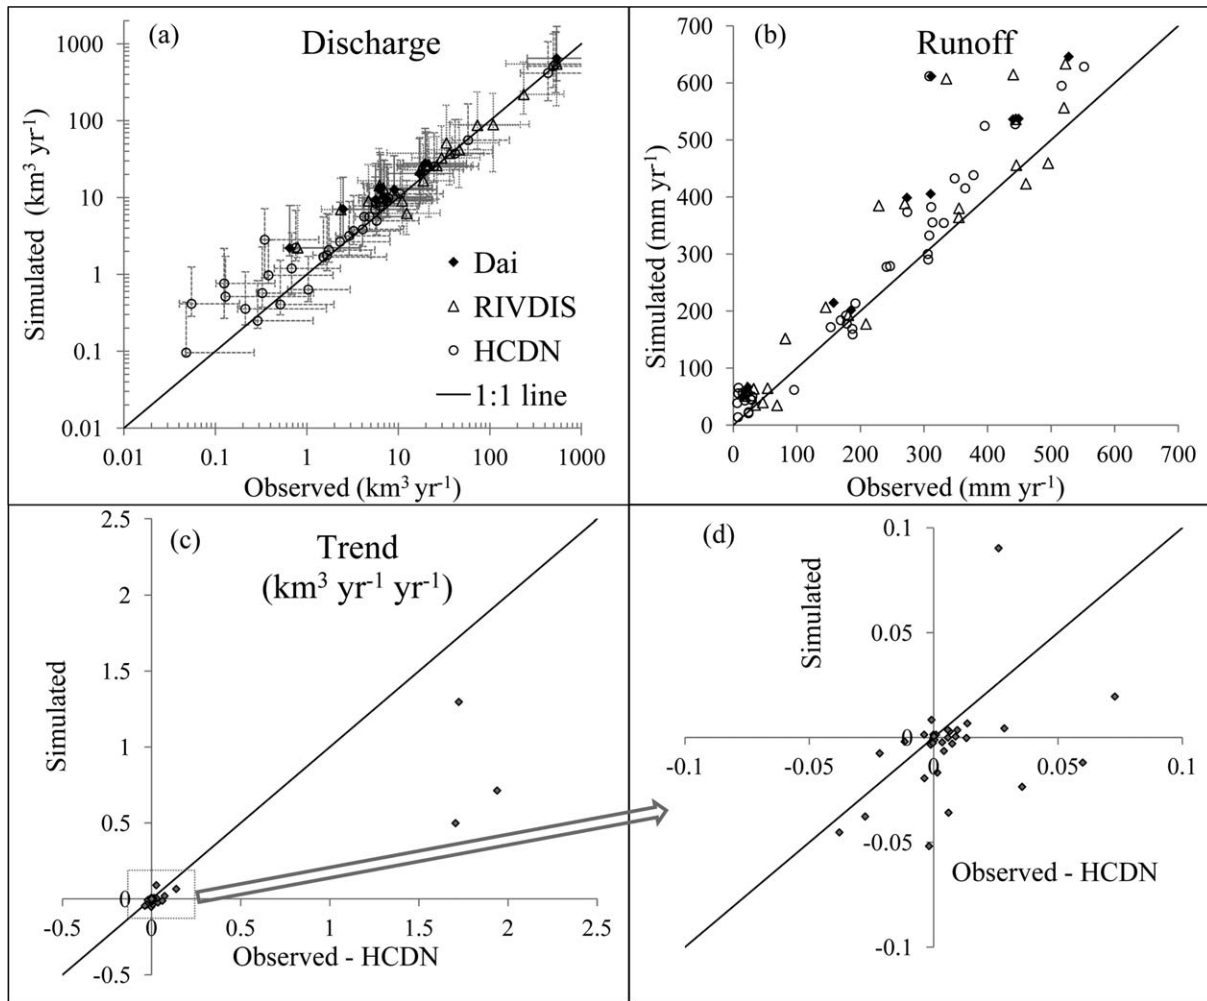 (a)
Discharge
Simulated (km³ yr⁻¹)
1000
100
10
1
0.1
0.01
Dai
RIVDIS
HCDN
1:1 line
0.01 0.1 1 10 100 1000
Observed (km³ yr⁻¹)
(b)
Runoff
Simulated (mm yr⁻¹)
700
600
500
400
300
200
100
0
0 100 200 300 400 500 600 700
Observed (mm yr⁻¹)
(c)
Trend
(km³ yr⁻¹ yr⁻¹)
Simulated
2.5
2
1.5
1
0.5
0
-0.5
-0.5 0 0.5 1 1.5 2 2.5
Observed - HCDN
(d)
Simulated
0.1
0.05
0
-0.05
-0.1
-0.1 -0.05 0 0.05 0.1
Observed - HCDN